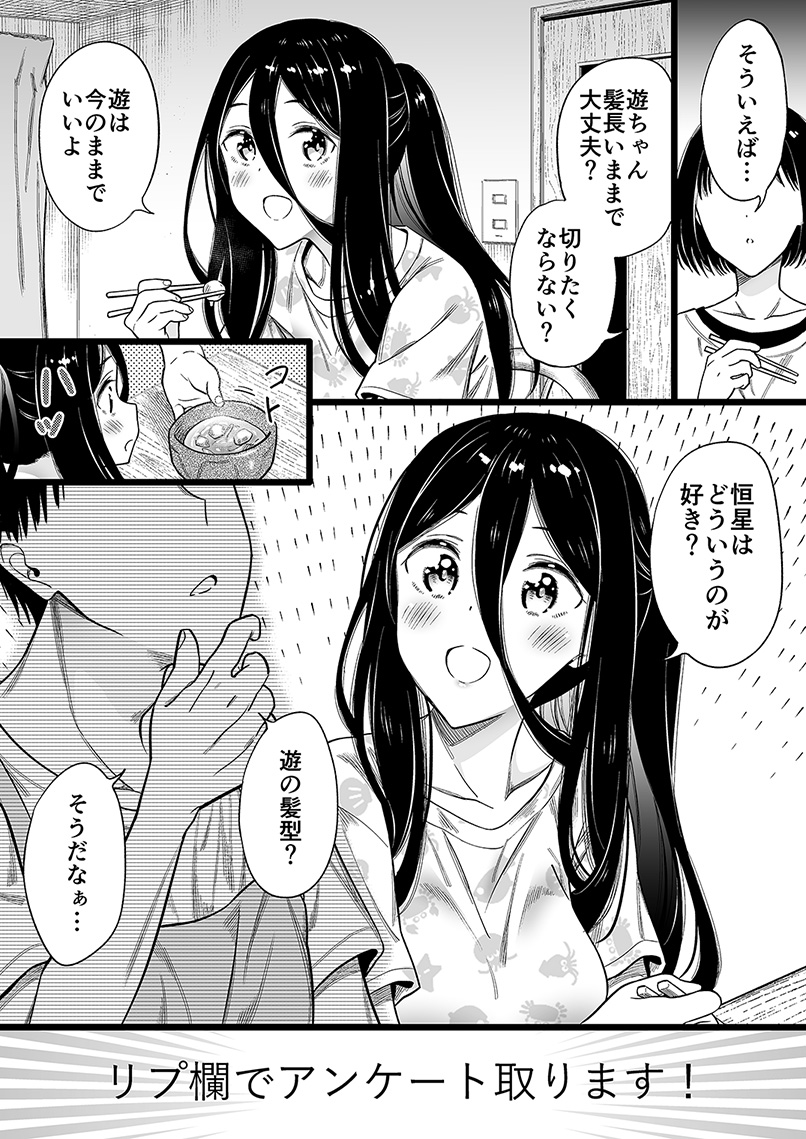 そういえば…
遊ちゃん
髪長いままで
大丈夫？
切りたく
ならない？
遊は
今のままで
いいよ
コト
バッ
恒星は
どういうのが
好き？
遊の髪型？
そうだなぁ…
リプ欄でアンケート取ります！